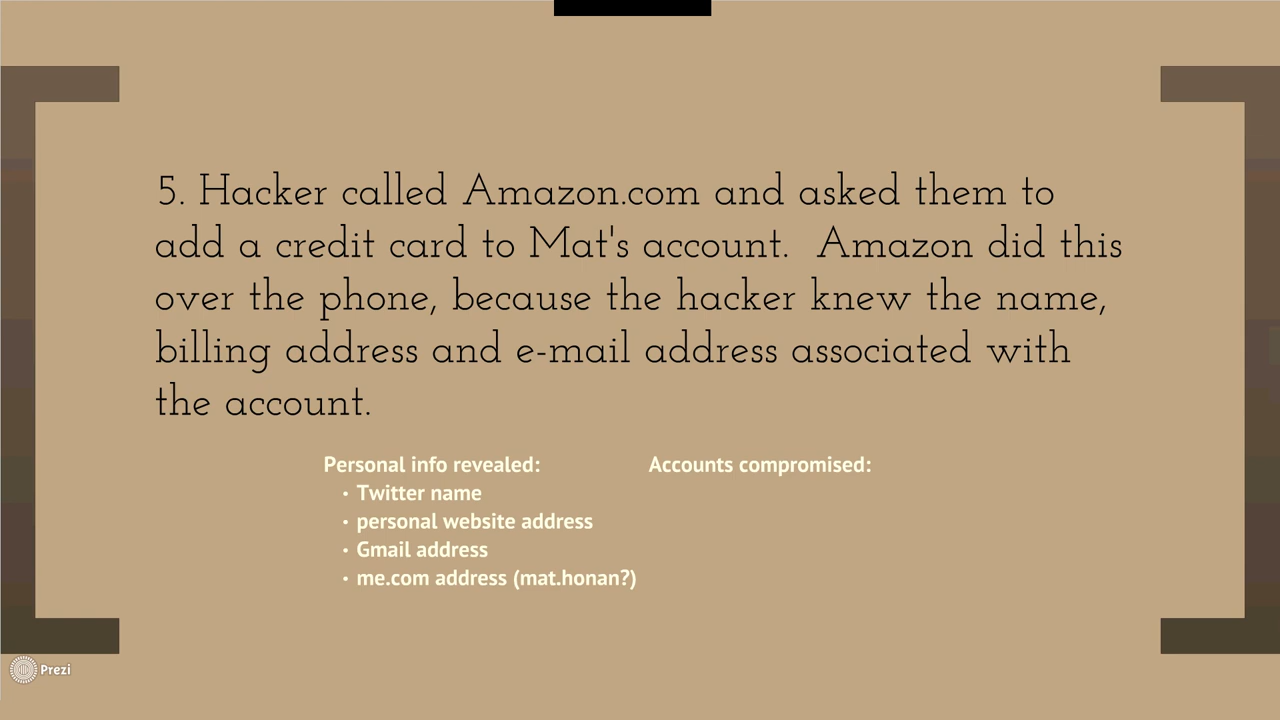 5. Hacker called Amazon.com and asked them to
add a credit card to Mat's account.  Amazon did this
over the phone, because the hacker knew the name,
billing address and e-mail address associated with
the account.
Personal info revealed:
• Twitter name
• personal website address
• Gmail address
• me.com address (mat.honan?)
Accounts compromised:
Prezi